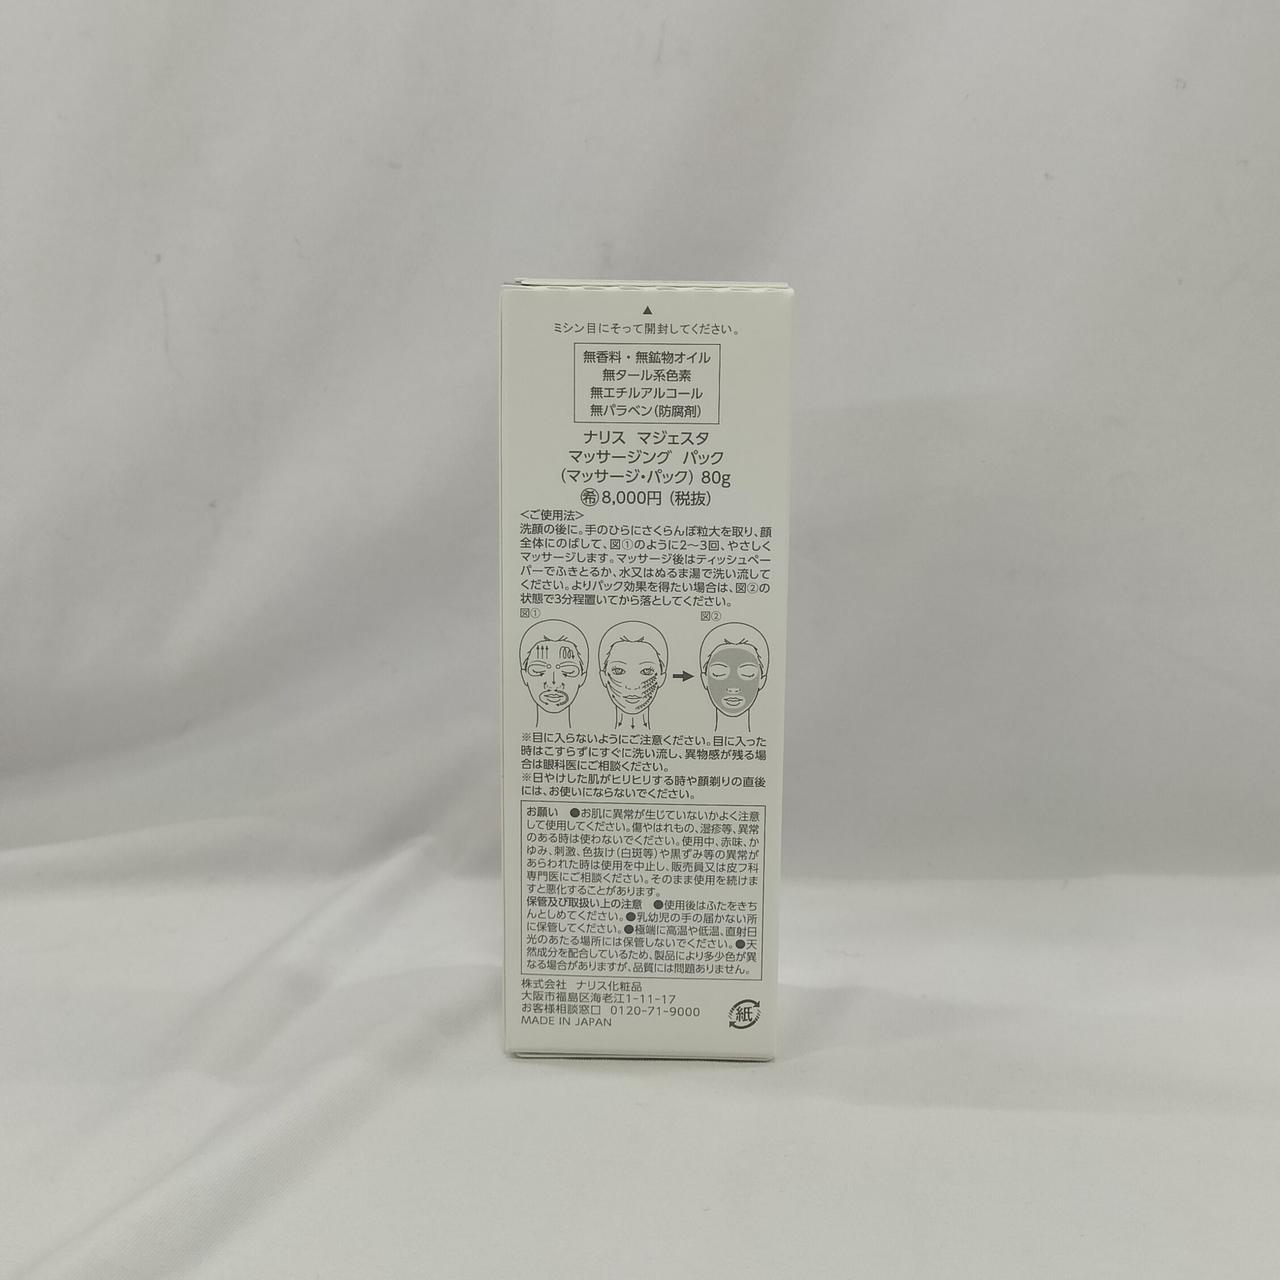 ▲
ミシン目にそって開封してください。
無香料・無鉱物オイル
無タール系色素
無エチルアルコール
無パラベン(防腐剤)
ナリス マジェスタ
マッサージング パック
(マッサージ・パック) 80g
㊎8,000円 (税抜)
<ご使用法>
洗顔の後に。手のひらにさくらんぼ粒大を取り、顔
全体にのばして、図①のように2〜3回、やさしく
マッサージします。マッサージ後はティッシュペー
パーでふきとるか、水又はぬるま湯で洗い流して
ください。よりパック効果を得たい場合は、図②の
状態で3分程置いてから落としてください。
図①
図②
※目に入らないようにご注意ください。目に入った
時はこすらずにすぐに洗い流し、異物感が残る場
合は眼科医にご相談ください。
※日やけした肌がヒリヒリする時や顔剃りの直後
には、お使いにならないでください。
お願い ●お肌に異常が生じていないかよく注意
して使用してください。傷やはれもの、湿疹等、異常
のある時は使わないでください。使用中、赤味、か
ゆみ、刺激、色抜け(白斑等)や黒ずみ等の異常が
あらわれた時は使用を中止し、販売員又は皮フ科
専門医にご相談ください。そのまま使用を続けま
すと悪化することがあります。
保管及び取扱い上の注意 ●使用後はふたをきち
んとしめてください。●乳幼児の手の届かない所
に保管してください。●極端に高温や低温、直射日
光のあたる場所には保管しないでください。●天
然成分を配合しているため、製品により多少色が異
なる場合がありますが、品質には問題ありません。
株式会社 ナリス化粧品
大阪市福島区海老江1-11-17
お客様相談窓口 0120-71-9000
MADE IN JAPAN
紙